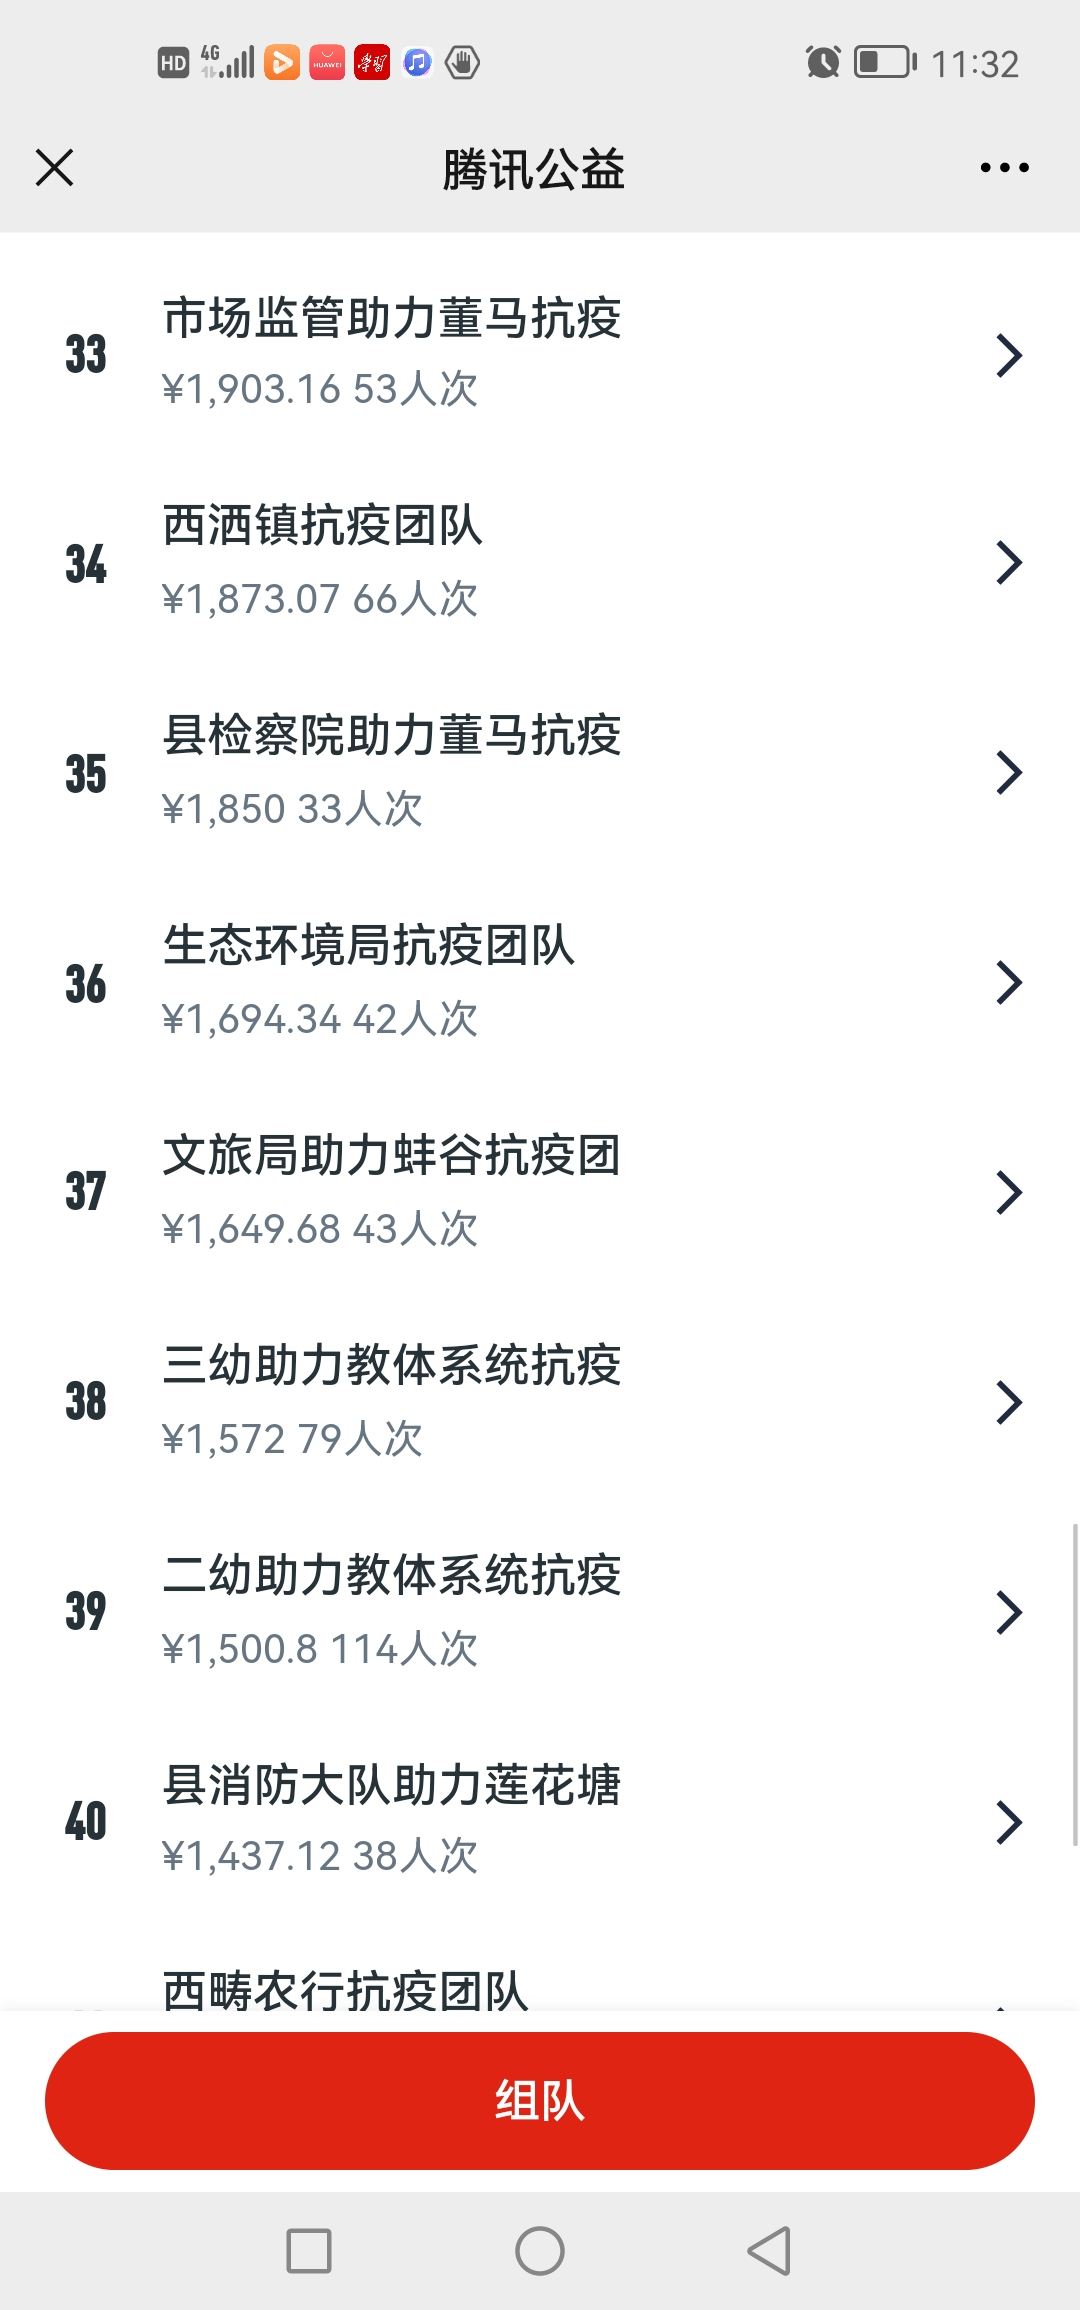 HD 4G HUAWEI 学习 11:32
腾讯公益
33
市场监管助力董马抗疫
¥1,903.16 53人次
34
西洒镇抗疫团队
¥1,873.07 66人次
35
县检察院助力董马抗疫
¥1,850 33人次
36
生态环境局抗疫团队
¥1,694.34 42人次
37
文旅局助力蚌谷抗疫团
¥1,649.68 43人次
38
三幼助力教体系统抗疫
¥1,572 79人次
39
二幼助力教体系统抗疫
¥1,500.8 114人次
40
县消防大队助力莲花塘
¥1,437.12 38人次
西畴农行抗疫团队
组队